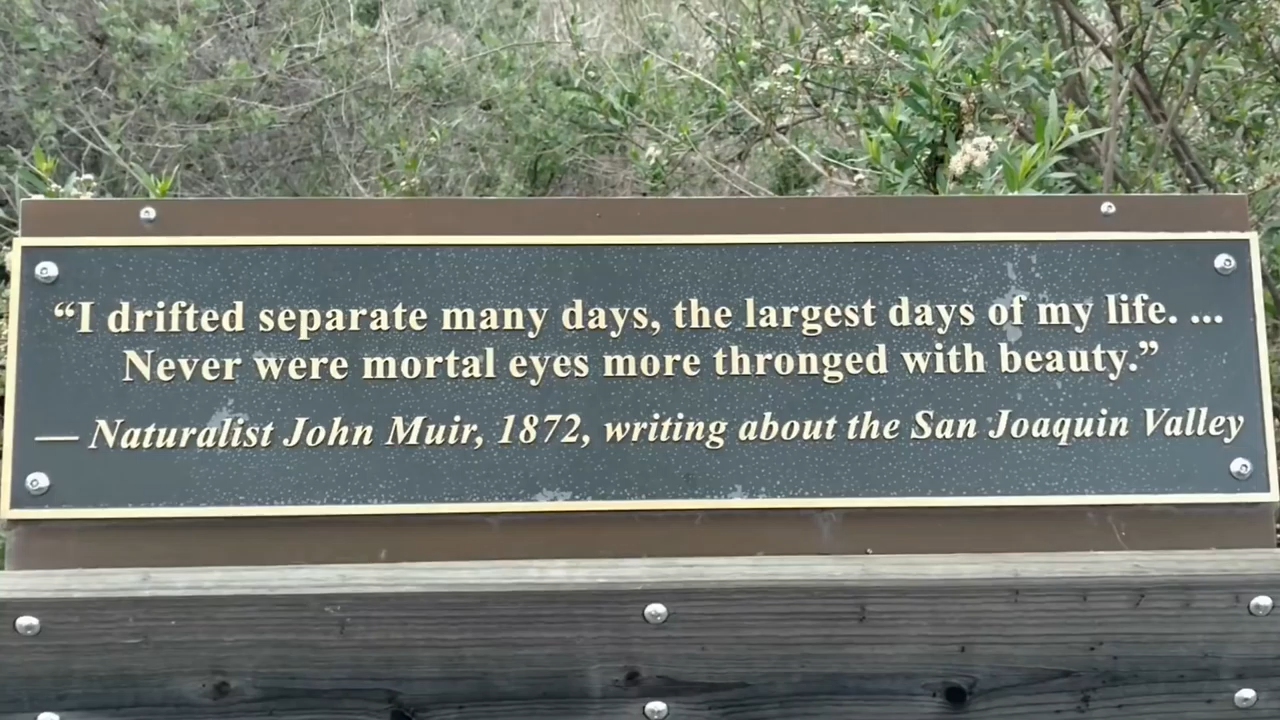 “I drifted separate many days, the largest days of my life. ...
Never were mortal eyes more thronged with beauty.”
— Naturalist John Muir, 1872, writing about the San Joaquin Valley